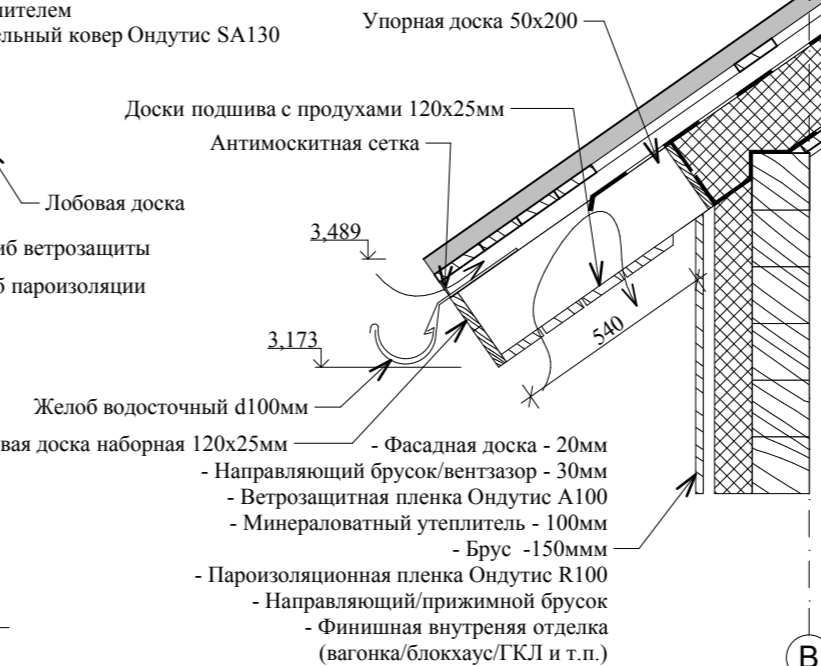 ельный ковер Ондутис SA130
Упорная доска 50х200
Доски подшива с продухами 120х25мм
Антимоскитная сетка
Лобовая доска
ветрозащиты
пароизоляции
3,489
3,173
540
Желоб водосточный d100мм
вая доска наборная 120х25мм
- Фасадная доска - 20мм
- Направляющий брусок/вентзазор - 30мм
- Ветрозащитная пленка Ондутис А100
- Минераловатный утеплитель - 100мм
- Брус -150ммм
- Пароизоляционная пленка Ондутис R100
- Направляющий/прижимной брусок
- Финишная внутреняя отделка
(вагонка/блокхаус/ГКЛ и т.п.)
В